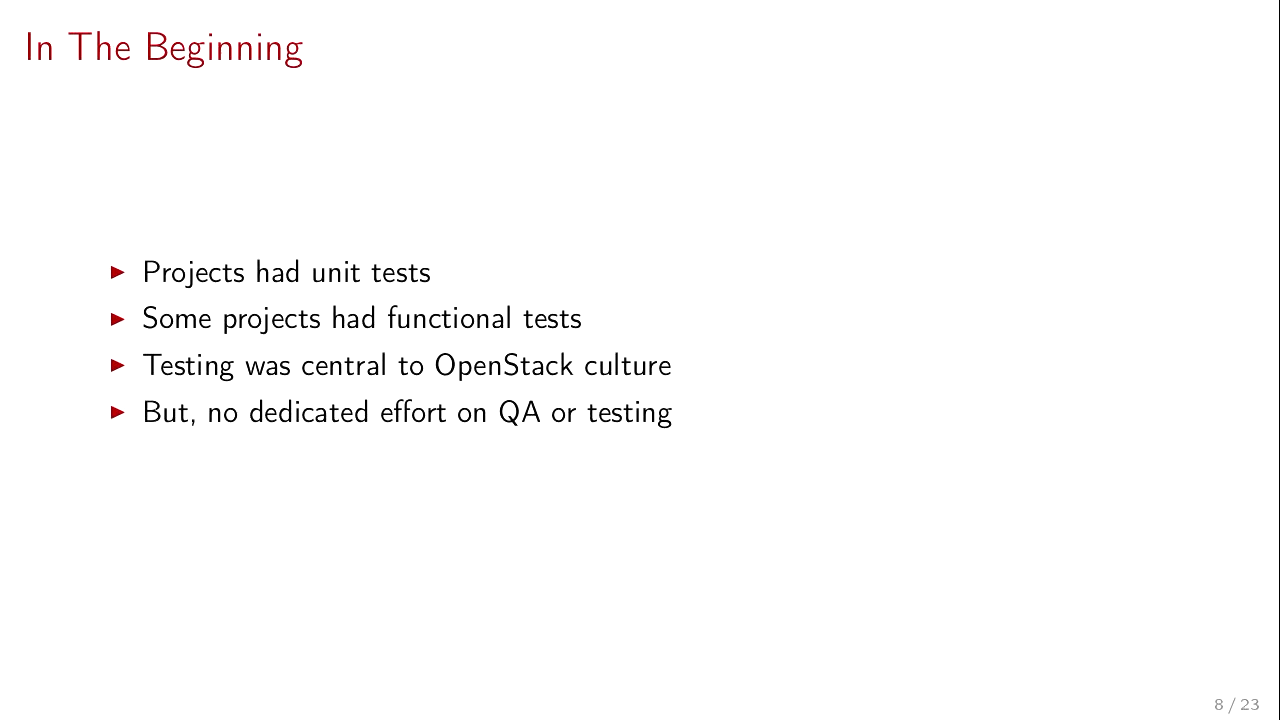 In The Beginning
▶ Projects had unit tests
▶ Some projects had functional tests
▶ Testing was central to OpenStack culture
▶ But, no dedicated effort on QA or testing
8 / 23